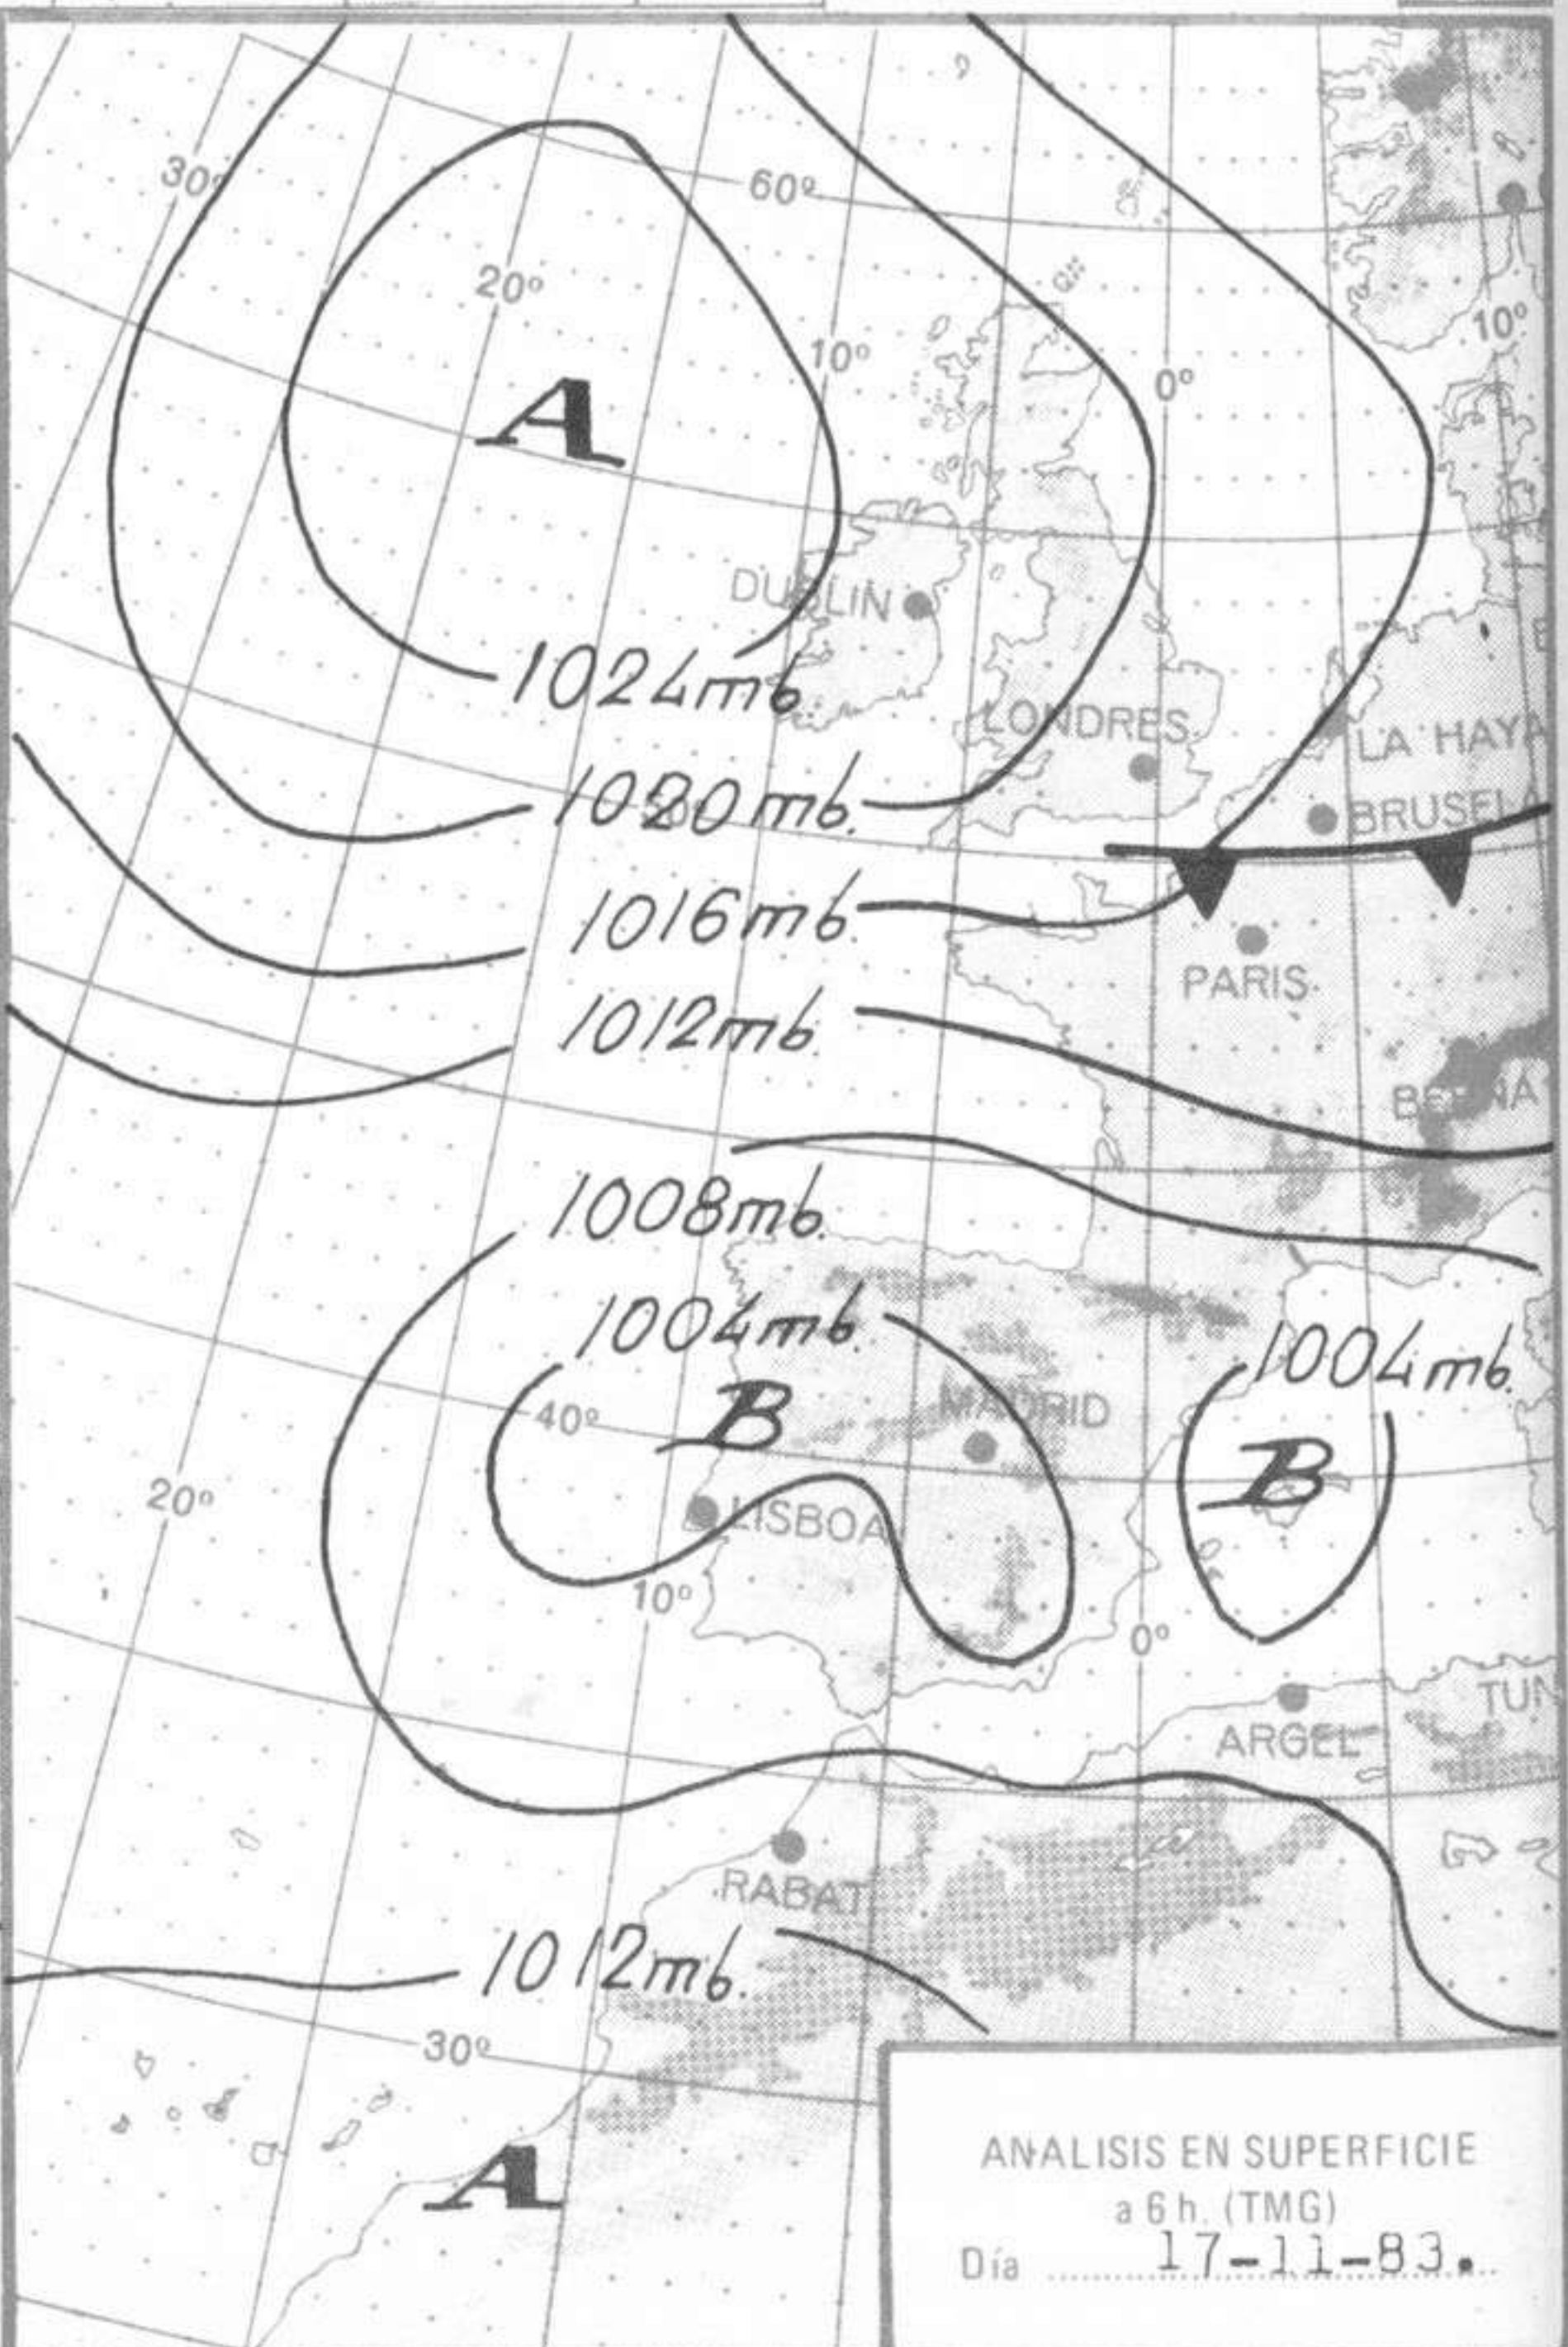 60º
30º
20º
10º
10º
0º
A
DUBLIN
1024mb
LONDRES
LA HAYA
1020mb.
BRUSELA
1016mb.
PARIS
1012mb.
BERNA
1008mb.
1004mb.
1004mb.
MADRID
40º
B
B
20º
LISBOA
10º
0º
TUN
ARGEL
RABAT
1012mb.
30º
A
ANALISIS EN SUPERFICIE
a 6 h. (TMG)
Día 17-11-83.